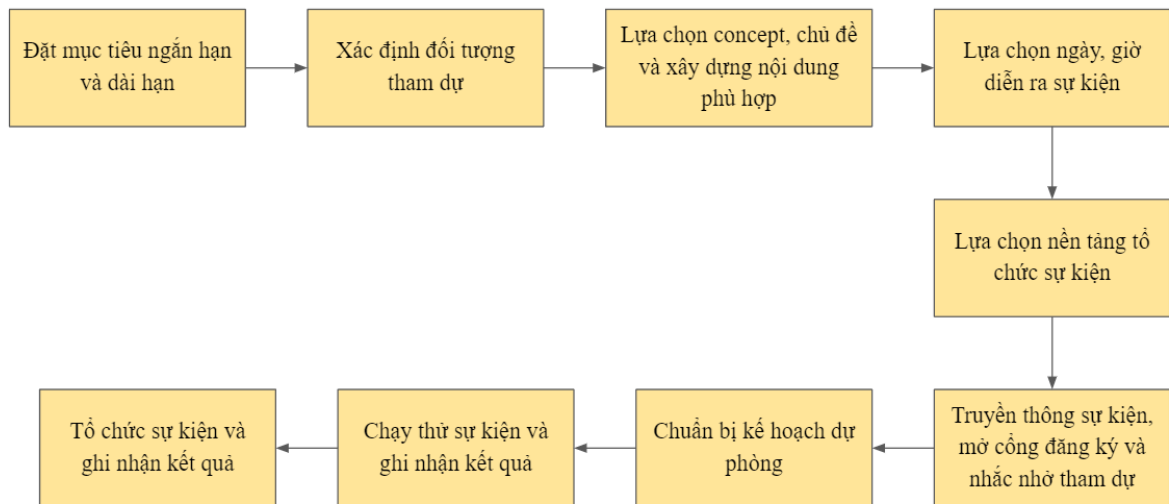 Đặt mục tiêu ngắn hạn
và dài hạn
Xác định đối tượng
tham dự
Lựa chọn concept, chủ đề
và xây dựng nội dung
phù hợp
Lựa chọn ngày, giờ
diễn ra sự kiện
Lựa chọn nền tảng tổ
chức sự kiện
Truyền thông sự kiện,
mở cổng đăng ký và
nhắc nhở tham dự
Chuẩn bị kế hoạch dự
phòng
Chạy thử sự kiện và
ghi nhận kết quả
Tổ chức sự kiện và
ghi nhận kết quả